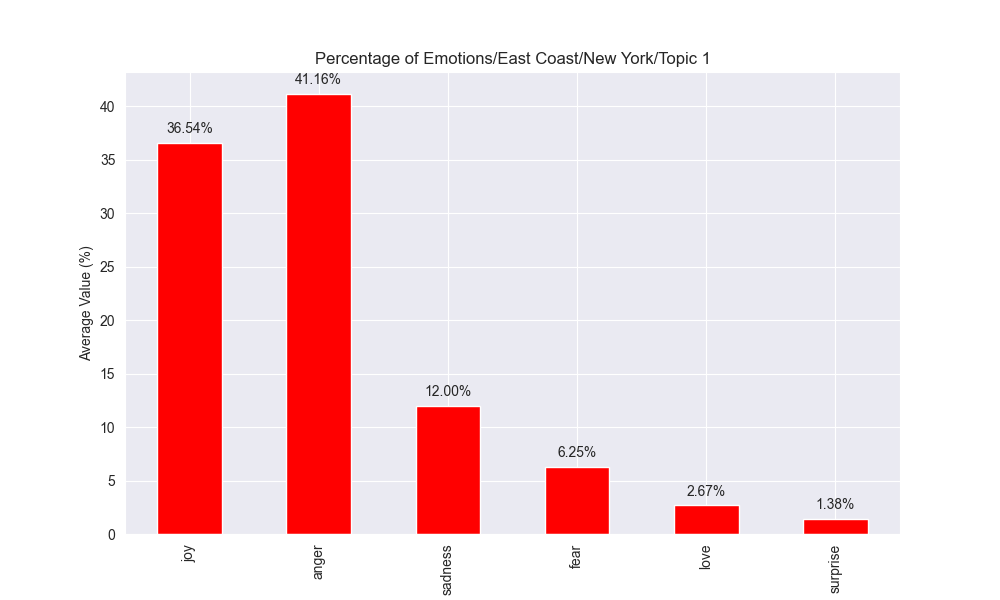 Percentage of Emotions/East Coast/New York/Topic 1
Average Value (%)
40
35
30
25
20
15
10
5
0
36.54%
41.16%
12.00%
6.25%
2.67%
1.38%
joy
anger
sadness
fear
love
surprise